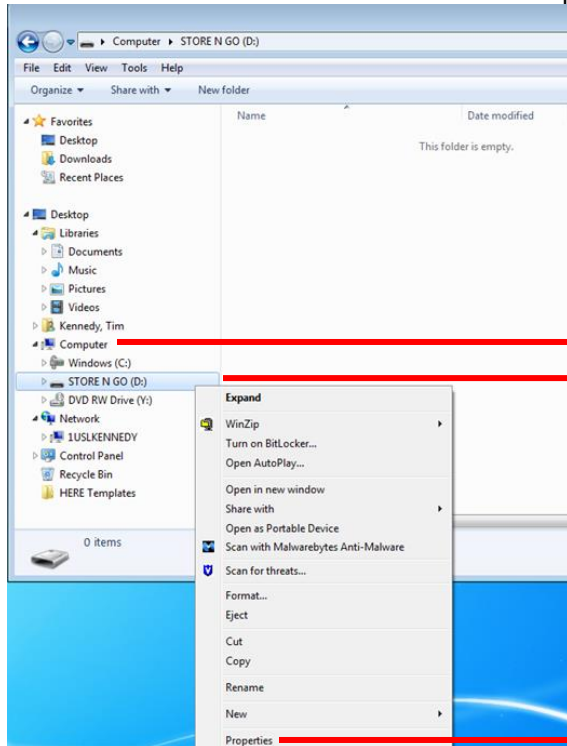 Computer STORE N GO (D:)
File Edit View Tools Help
Organize Share with New folder
Name Date modified
This folder is empty.
Favorites
Desktop
Downloads
Recent Places
Desktop
Libraries
Documents
Music
Pictures
Videos
Kennedy, Tim
Computer
Windows (C:)
STORE N GO (D:)
DVD RW Drive (Y:)
Network
1USLKENNEDY
Control Panel
Recycle Bin
HERE Templates
0 items
Expand
WinZip
Turn on BitLocker...
Open AutoPlay...
Open in new window
Share with
Open as Portable Device
Scan with Malwarebytes Anti-Malware
Scan for threats...
Format...
Eject
Cut
Copy
Rename
New
Properties